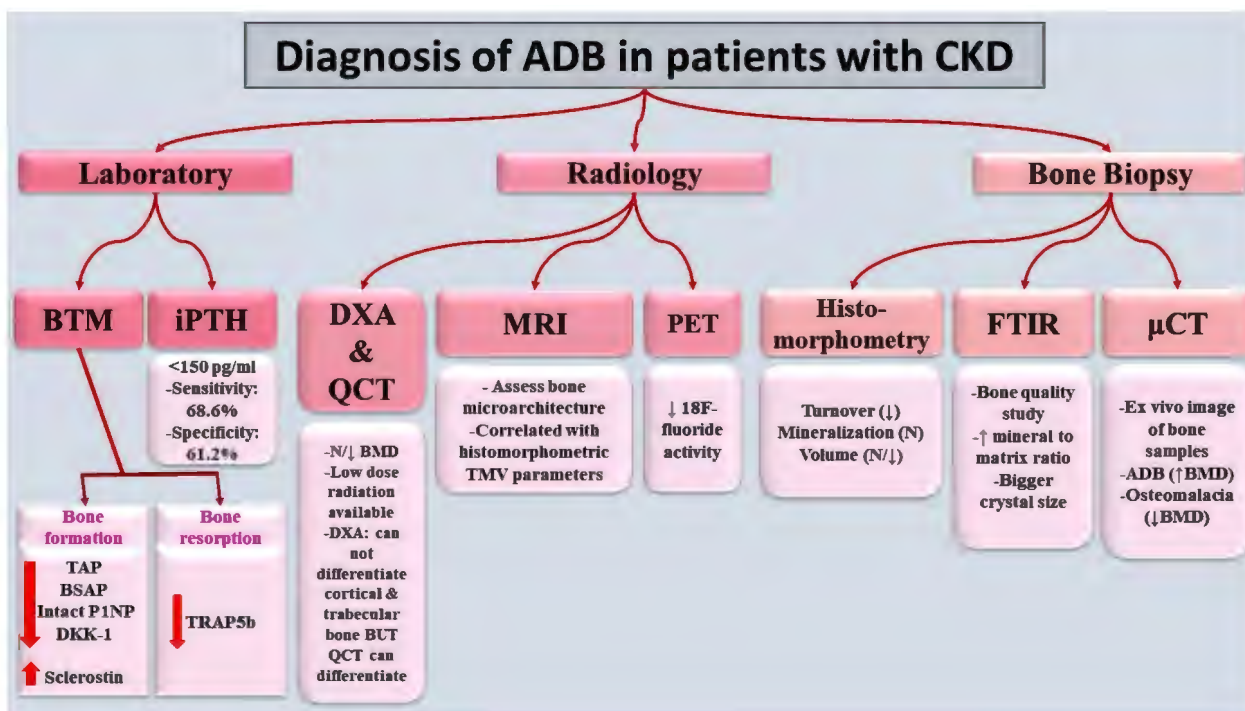 Diagnosis of ADB in patients with CKD
Laboratory
Radiology
Bone Biopsy
BTM
iPTH
<150 pg/ml
-Sensitivity:
68.6%
-Specificity:
61.2%
Bone
formation
TAP
BSAP
Intact P1NP
DKK-1
Sclerostin
Bone
resorption
TRAP5b
DXA
&
QCT
-N/↓ BMD
-Low dose
radiation
available
-DXA: can
not
differentiate
cortical &
trabecular
bone BUT
QCT can
differentiate
MRI
- Assess bone
microarchitecture
-Correlated with
histomorphometric
TMV parameters
PET
↓ 18F-
fluoride
activity
Histo-
morphometry
Turnover (↓)
Mineralization (N)
Volume (N/↓)
FTIR
-Bone quality
study
-↑ mineral to
matrix ratio
-Bigger
crystal size
µCT
-Ex vivo image
of bone
samples
-ADB (↑BMD)
-Osteomalacia
(↓BMD)